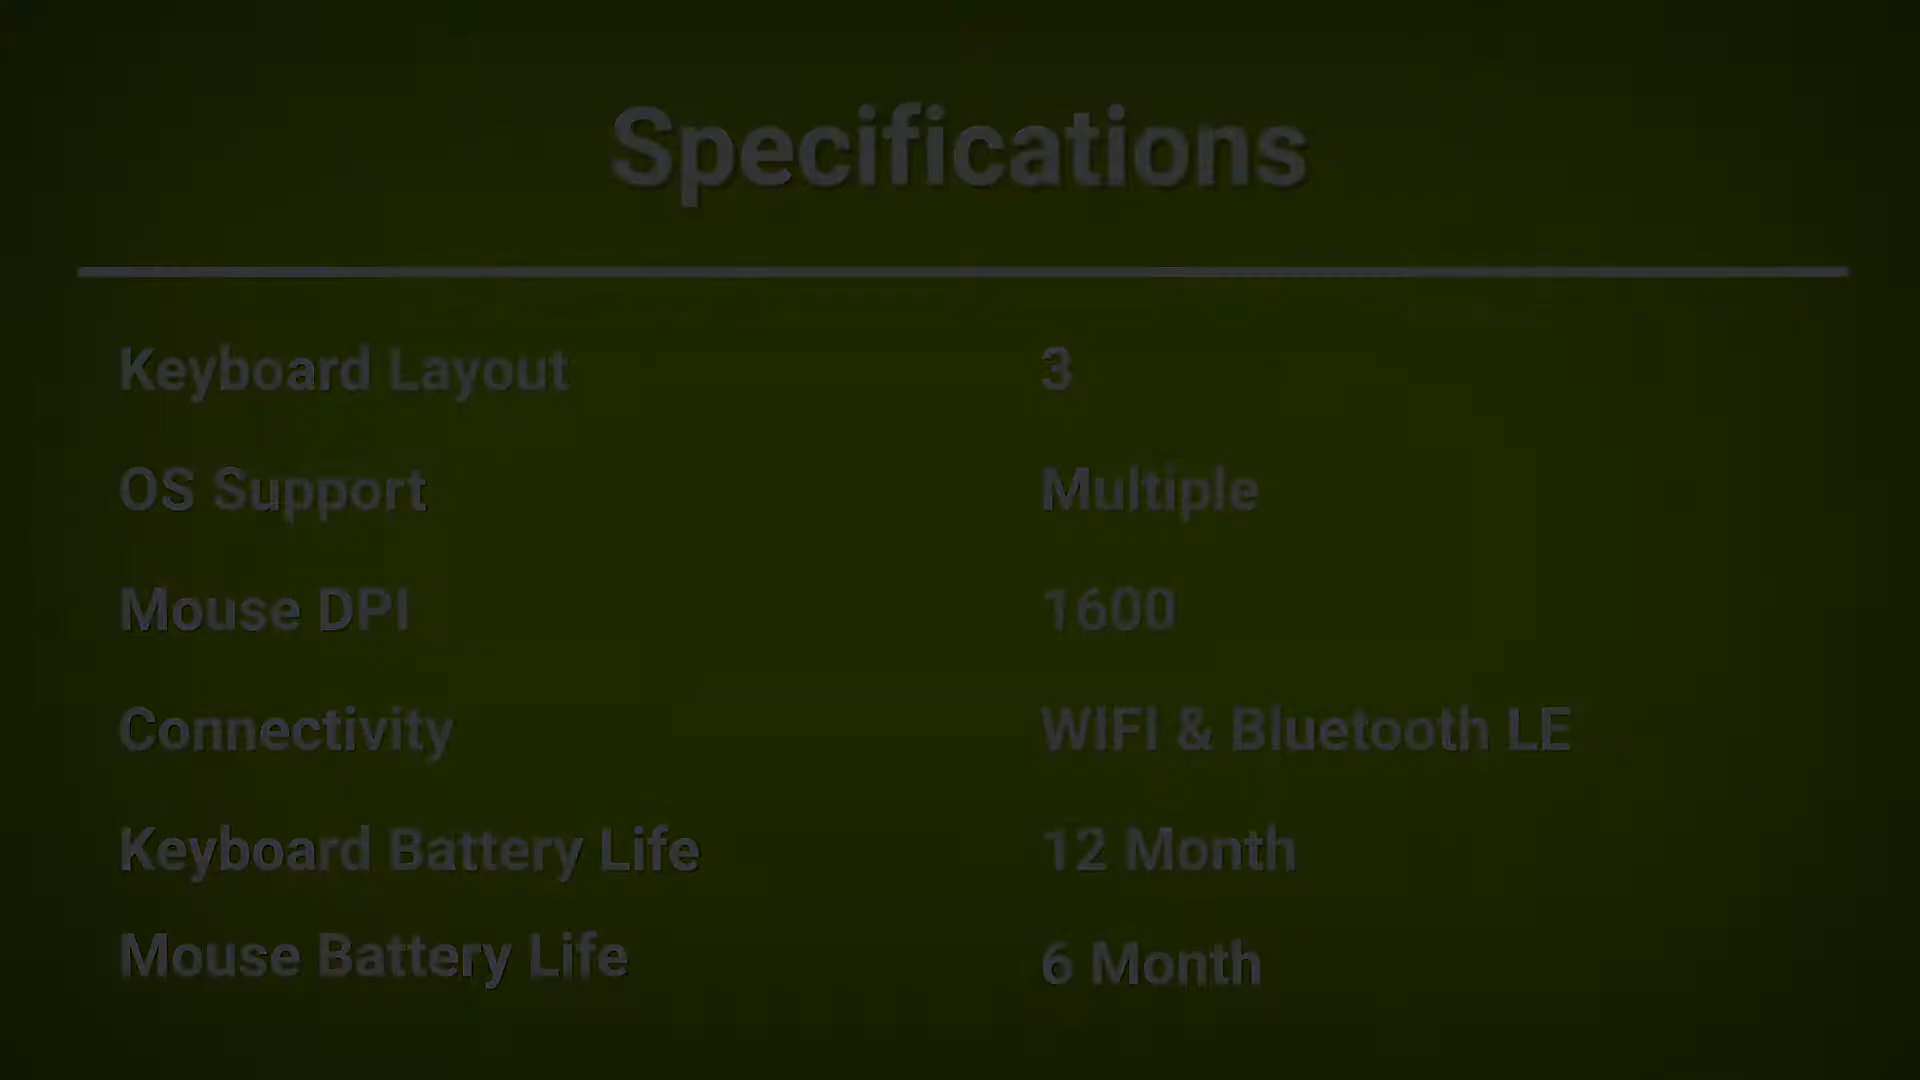 Specifications
Keyboard Layout 3
OS Support Multiple
Mouse DPI 1600
Connectivity WIFI & Bluetooth LE
Keyboard Battery Life 12 Month
Mouse Battery Life 6 Month